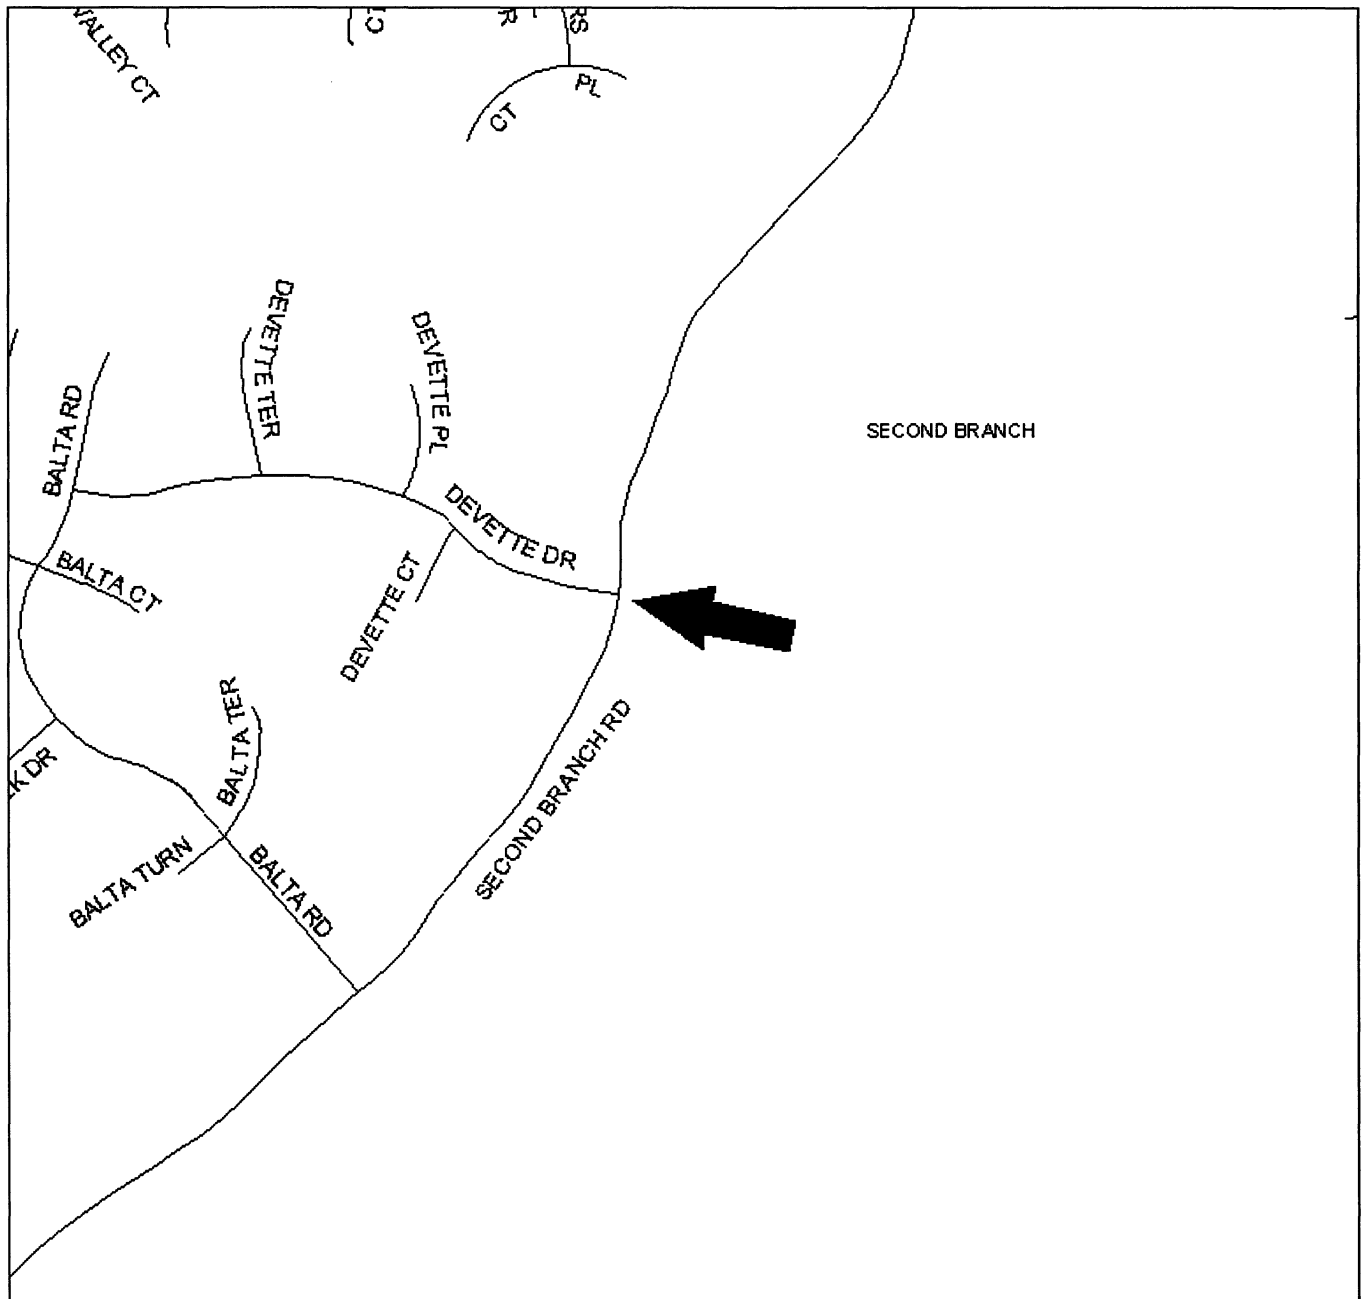 VALLEY CT
CT
PL
DEVETTE TER
DEVETTE PL
BALTA RD
SECOND BRANCH
DEVETTE DR
BALTA CT
DEVETTE CT
BALTA TER
SECOND BRANCH RD
BALTA TURN
BALTA RD